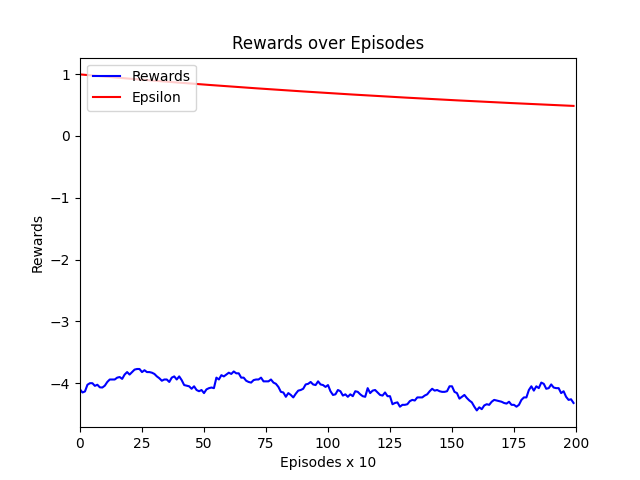 Rewards over Episodes
Rewards
Epsilon
1
0
−1
−2
−3
−4
Rewards
0 25 50 75 100 125 150 175 200
Episodes x 10